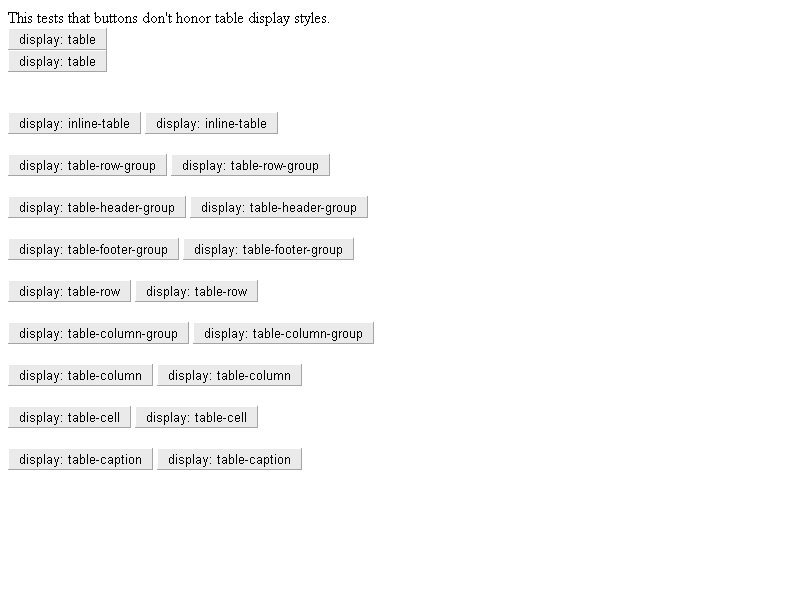 This tests that buttons don't honor table display styles.
display: table
display: table
display: inline-table display: inline-table
display: table-row-group display: table-row-group
display: table-header-group display: table-header-group
display: table-footer-group display: table-footer-group
display: table-row display: table-row
display: table-column-group display: table-column-group
display: table-column display: table-column
display: table-cell display: table-cell
display: table-caption display: table-caption